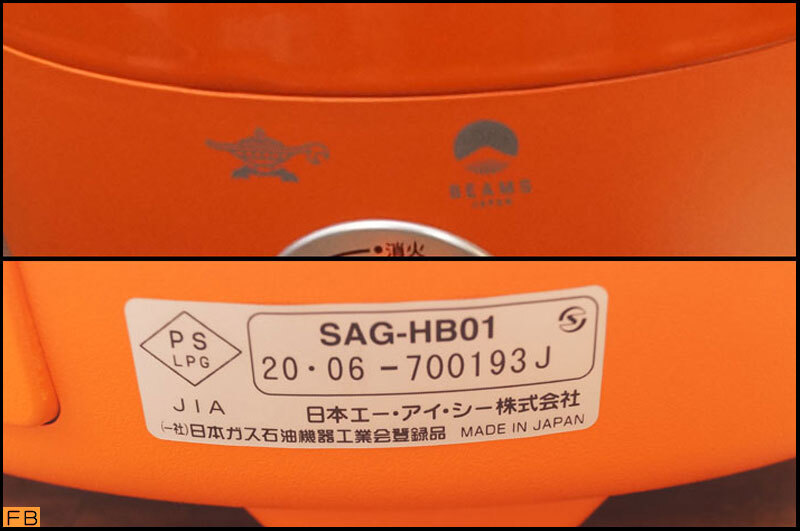 BEAMS
JAPAN
消火
PS
LPG
JIA
SAG-HB01
20・06-700193J
日本エー・アイ・シー株式会社
(一社)日本ガス石油機器工業会登録品 MADE IN JAPAN
FB